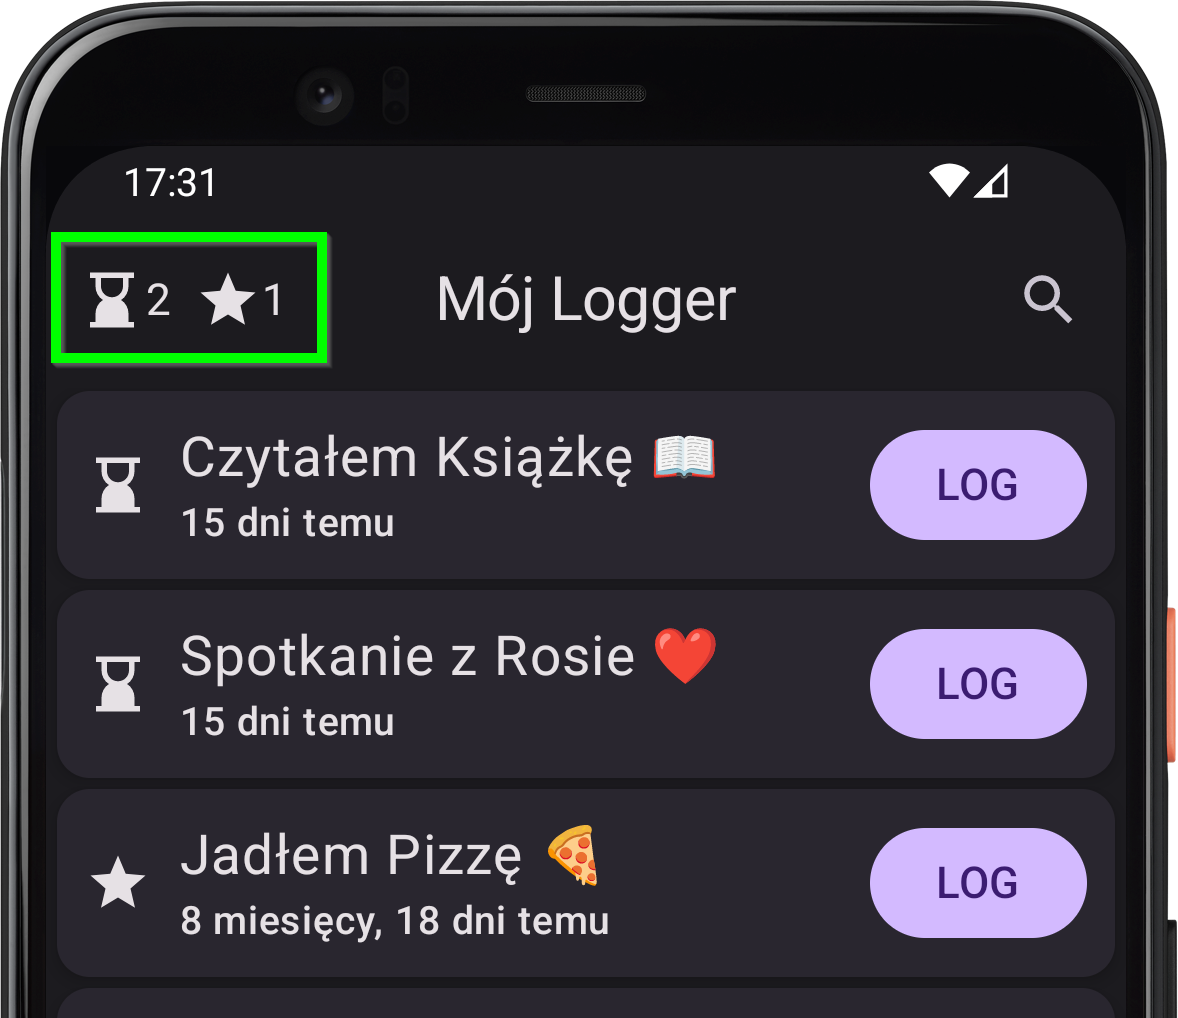 17:31
2 1 Mój Logger
Czytałem Książkę
15 dni temu
LOG
Spotkanie z Rosie
15 dni temu
LOG
Jadłem Pizzę
8 miesięcy, 18 dni temu
LOG